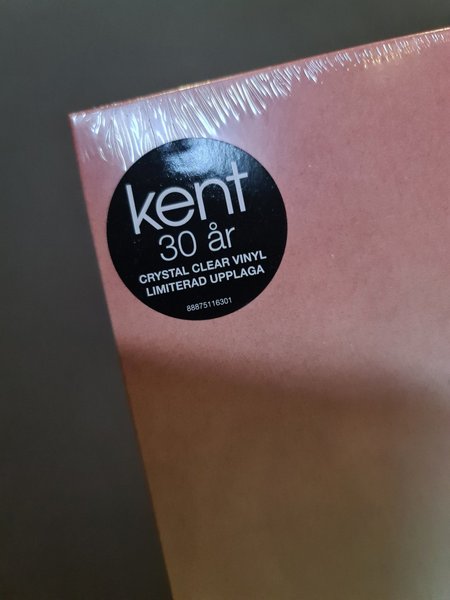 kent
30 år
CRYSTAL CLEAR VINYL
LIMITERAD UPPLAGA
88875116301